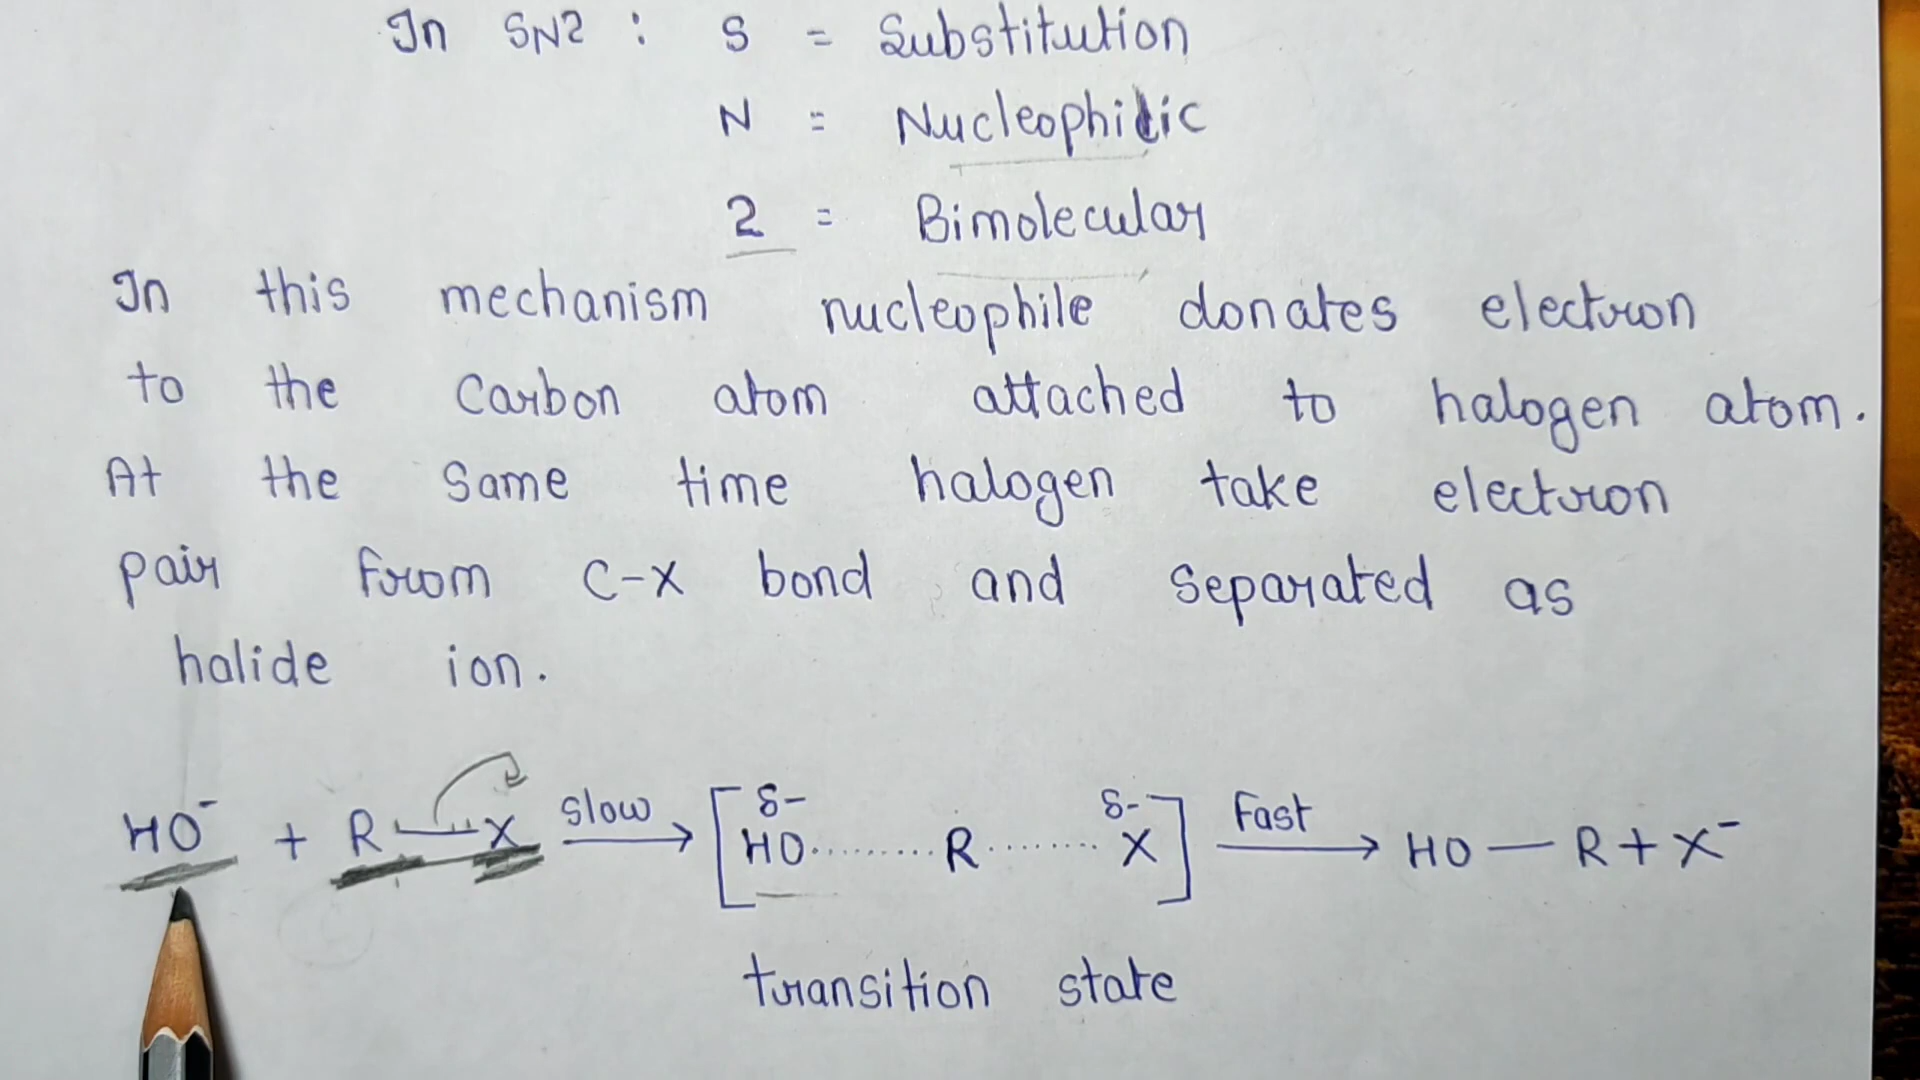 In SN2 : S = Substitution
N = Nucleophilic
2 = Bimolecular
In this mechanism nucleophile donates electron
to the carbon atom attached to halogen atom.
At the same time halogen take electron
pair from C-X bond and separated as
halide ion.
HO⁻ + R—X slow→ [δ- HO.........R........δ- X] Fast→ HO — R + X⁻
transition state